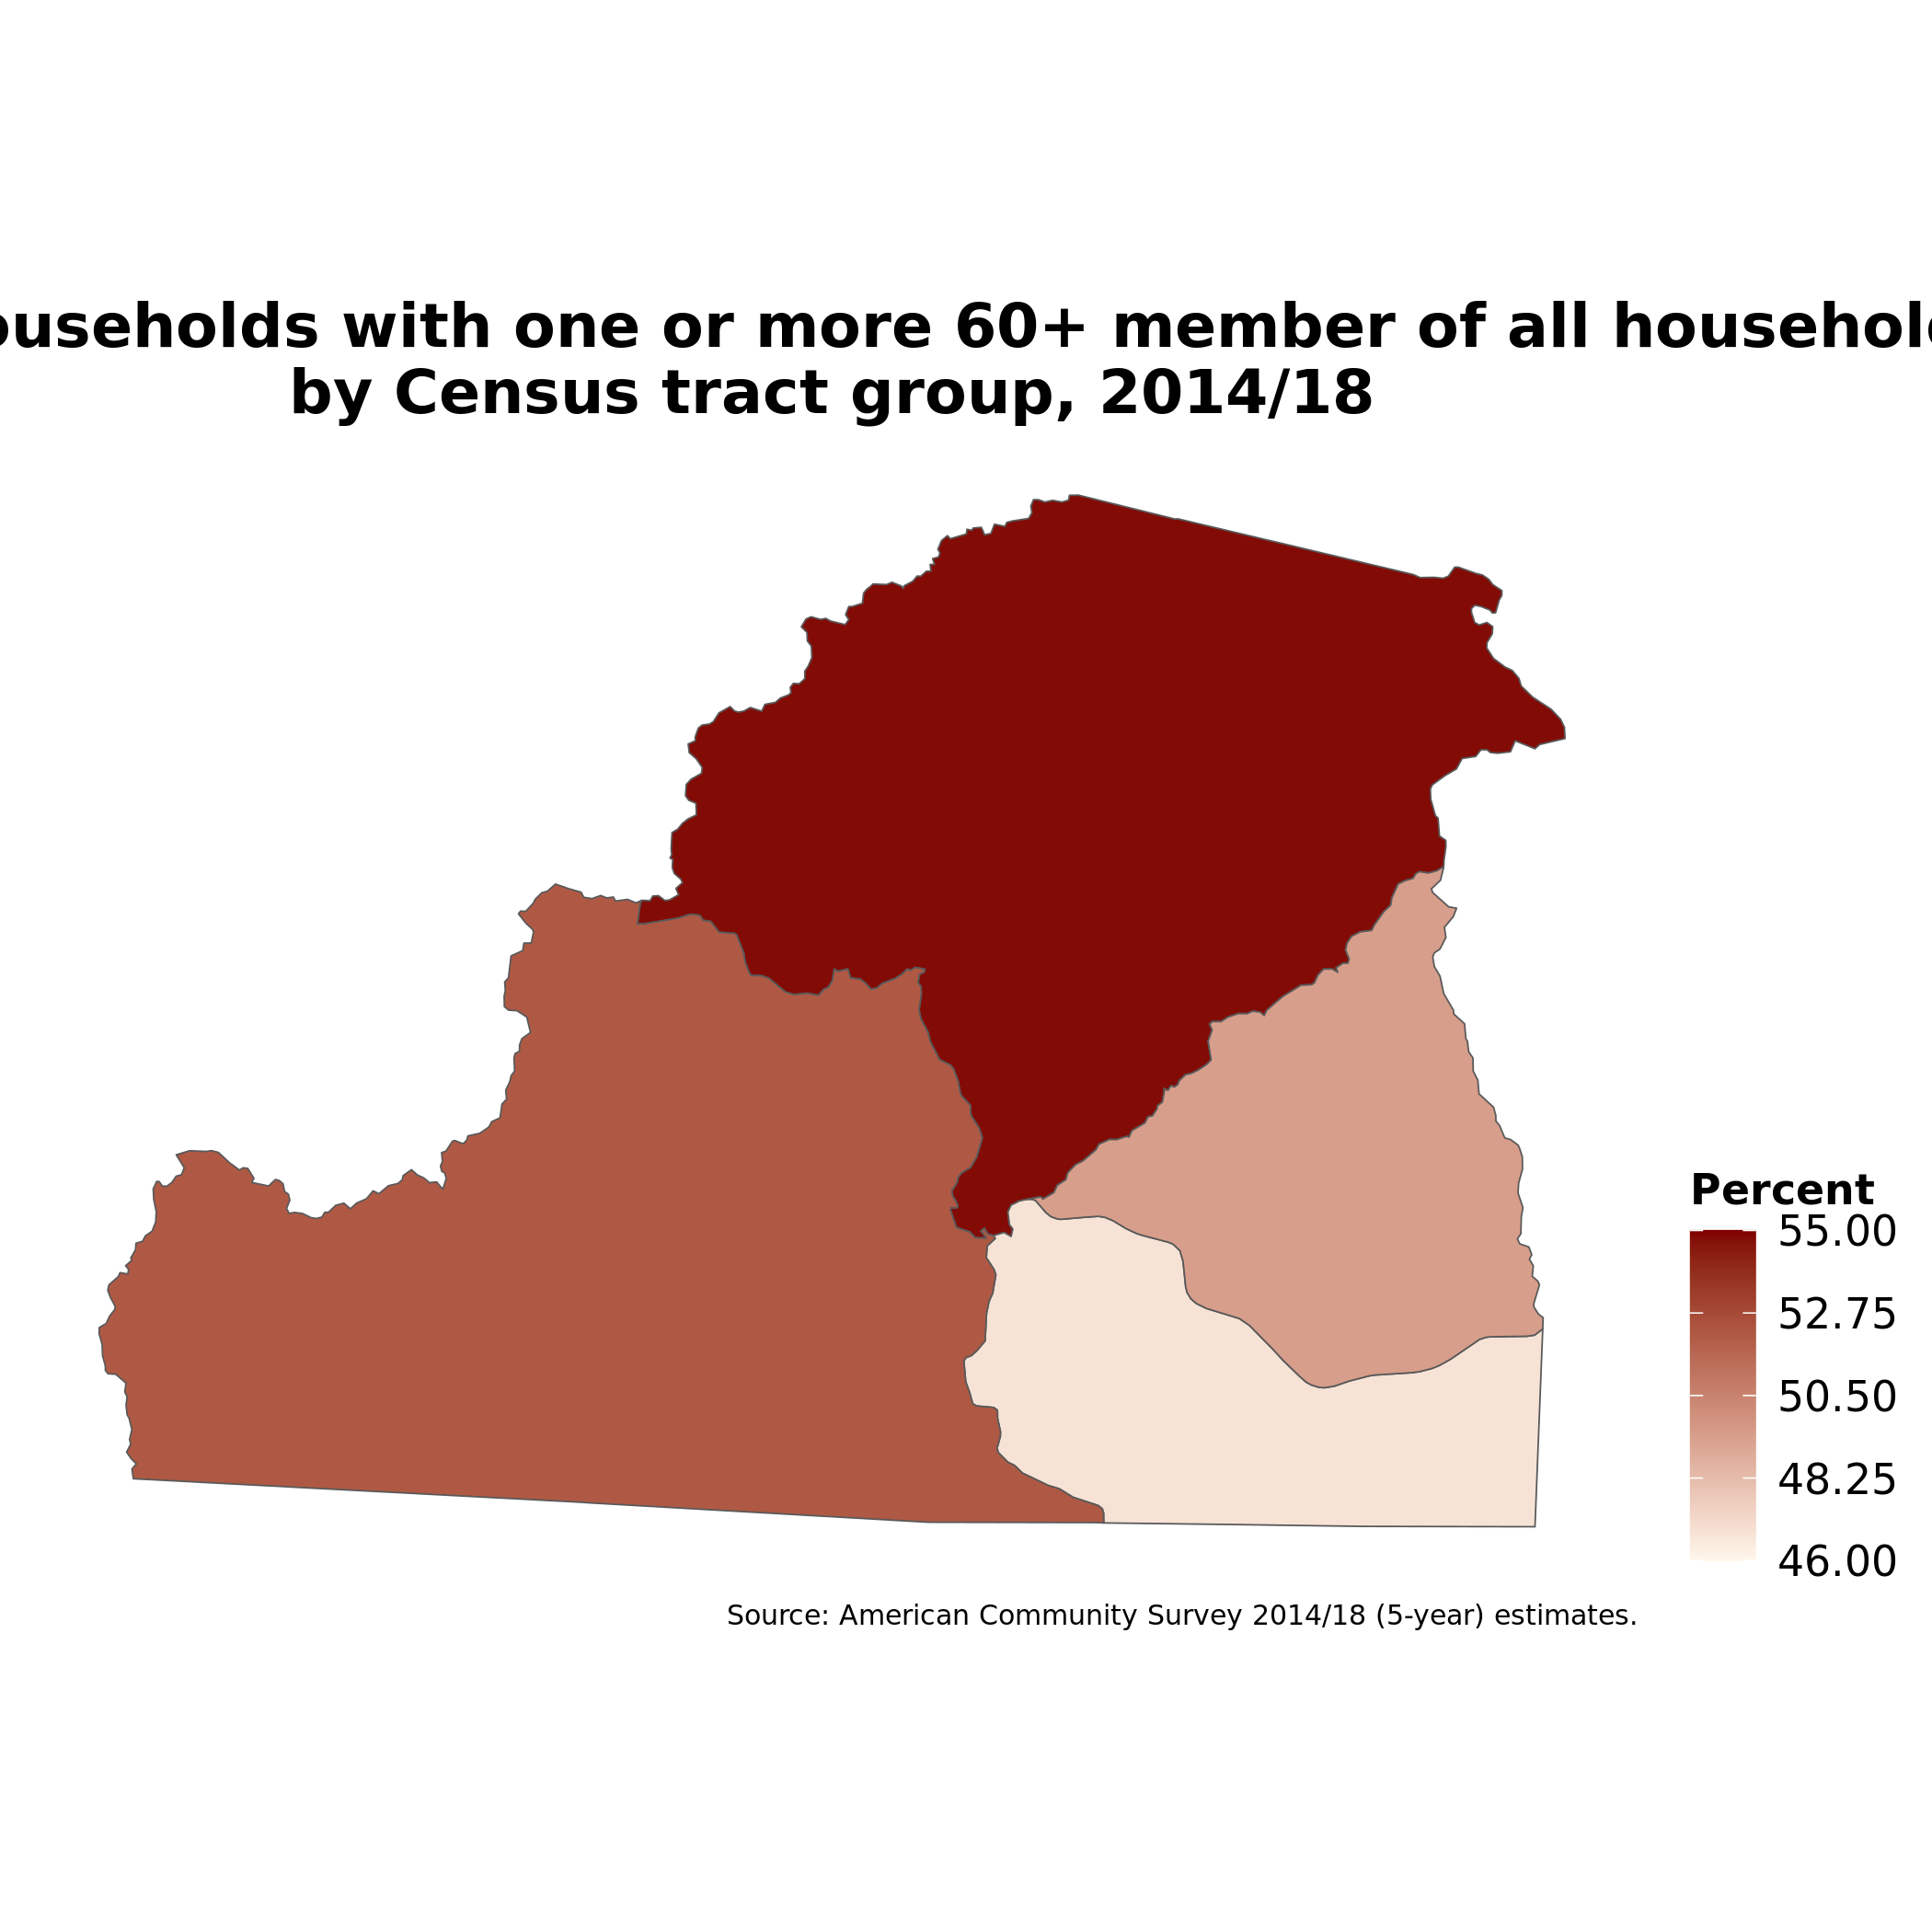 ouseholds with one or more 60+ member of all househol
by Census tract group, 2014/18
Percent
55.00
52.75
50.50
48.25
46.00
Source: American Community Survey 2014/18 (5-year) estimates.